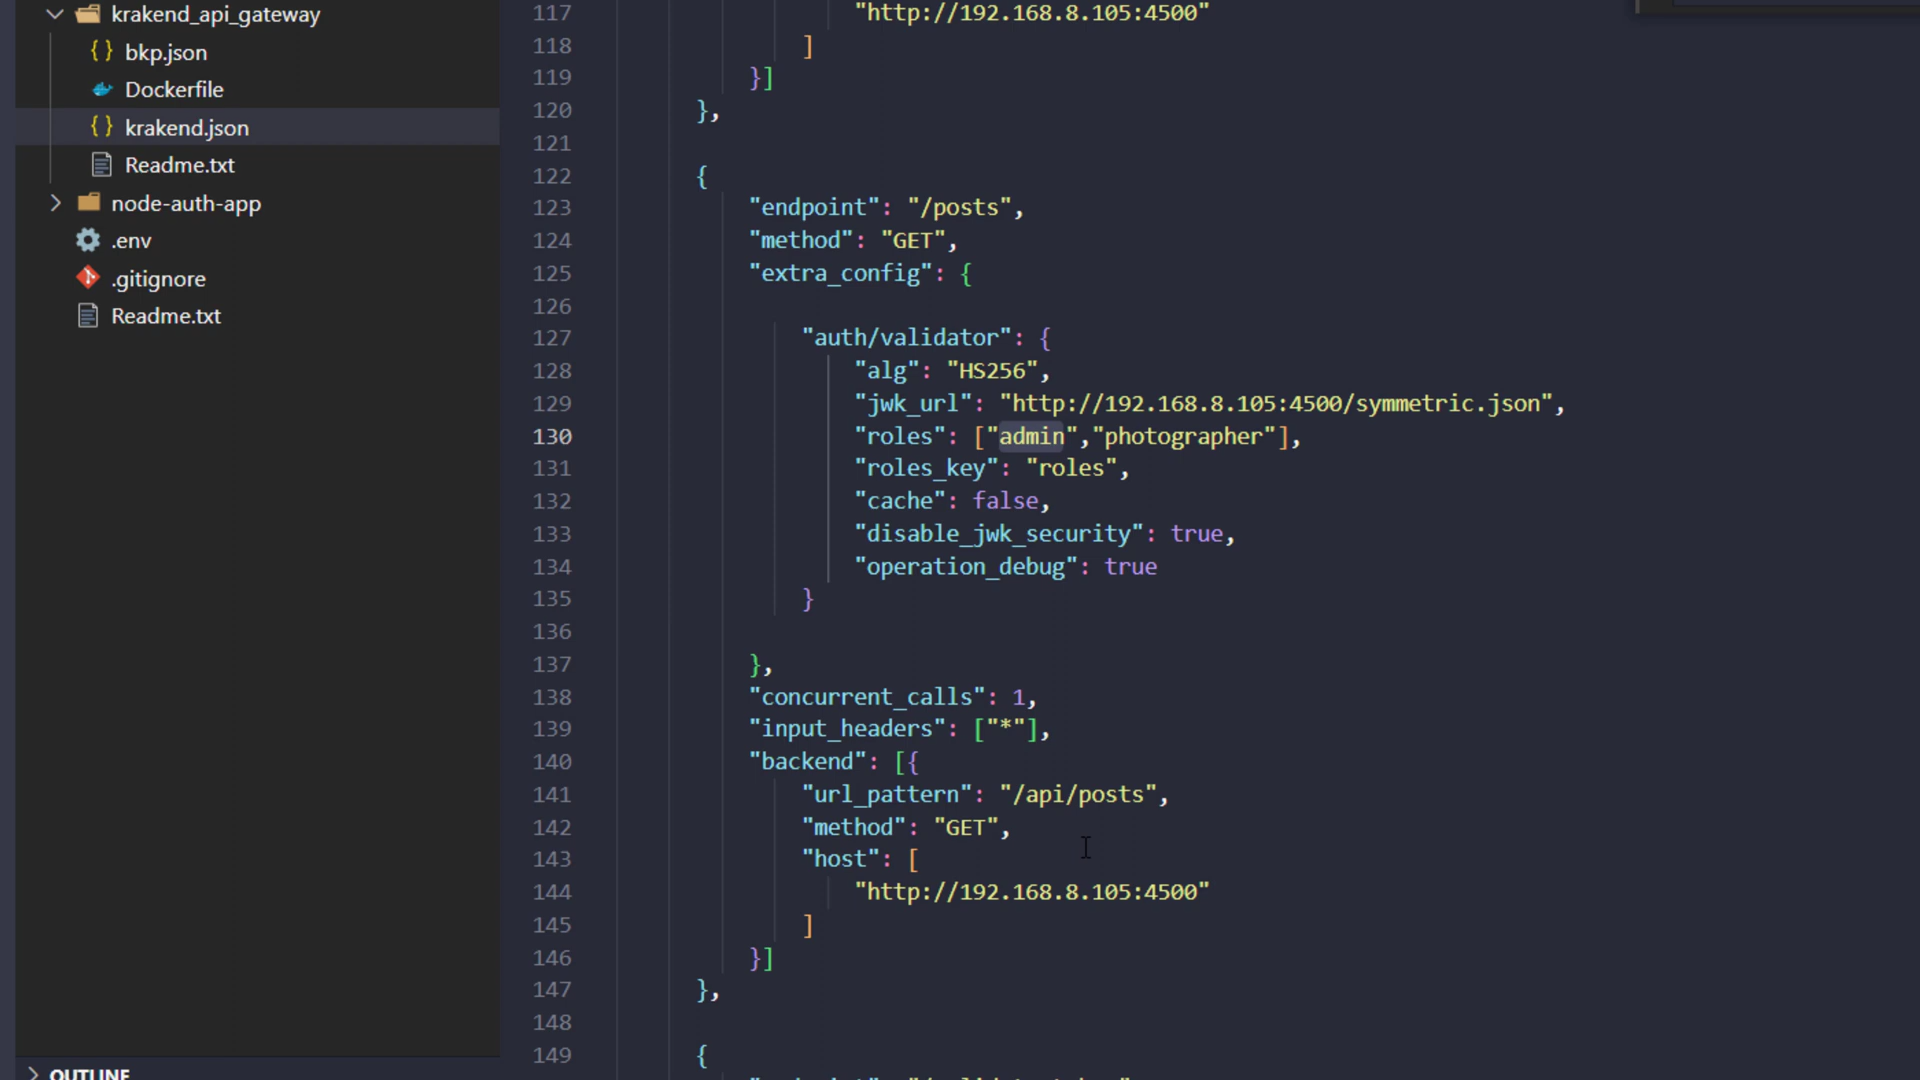 krakend_api_gateway
bkp.json
Dockerfile
krakend.json
Readme.txt
node-auth-app
.env
.gitignore
Readme.txt
OUTLINE
117 "http://192.168.8.105:4500"
118 ]
119 }]
120 },
121
122 {
123 "endpoint": "/posts",
124 "method": "GET",
125 "extra_config": {
126
127 "auth/validator": {
128 "alg": "HS256",
129 "jwk_url": "http://192.168.8.105:4500/symmetric.json",
130 "roles": ["admin","photographer"],
131 "roles_key": "roles",
132 "cache": false,
133 "disable_jwk_security": true,
134 "operation_debug": true
135 }
136
137 },
138 "concurrent_calls": 1,
139 "input_headers": ["*"],
140 "backend": [{
141 "url_pattern": "/api/posts",
142 "method": "GET",
143 "host": [
144 "http://192.168.8.105:4500"
145 ]
146 }]
147 },
148
149 {